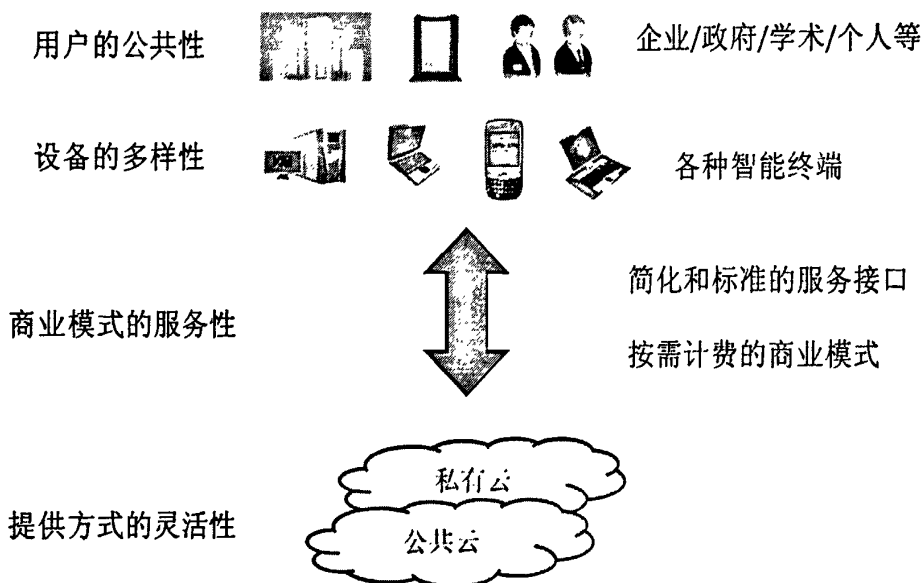 用户的公共性
企业/政府/学术/个人等
设备的多样性
各种智能终端
简化和标准的服务接口
商业模式的服务性
按需计费的商业模式
私有云
提供方式的灵活性
公共云